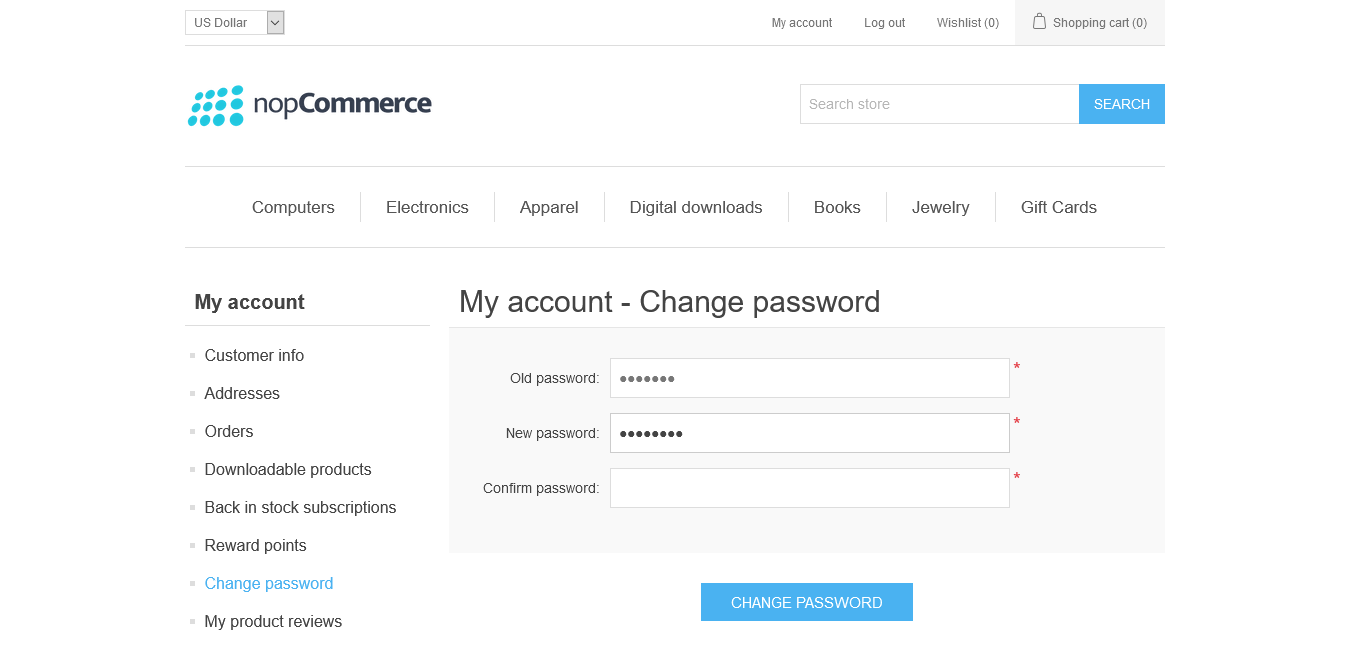 US Dollar My account Log out Wishlist (0) Shopping cart (0)
nopCommerce Search store SEARCH
Computers Electronics Apparel Digital downloads Books Jewelry Gift Cards
My account
Customer info
Addresses
Orders
Downloadable products
Back in stock subscriptions
Reward points
Change password
My product reviews
My account - Change password
Old password: ••••••• *
New password: •••••••• *
Confirm password: *
CHANGE PASSWORD